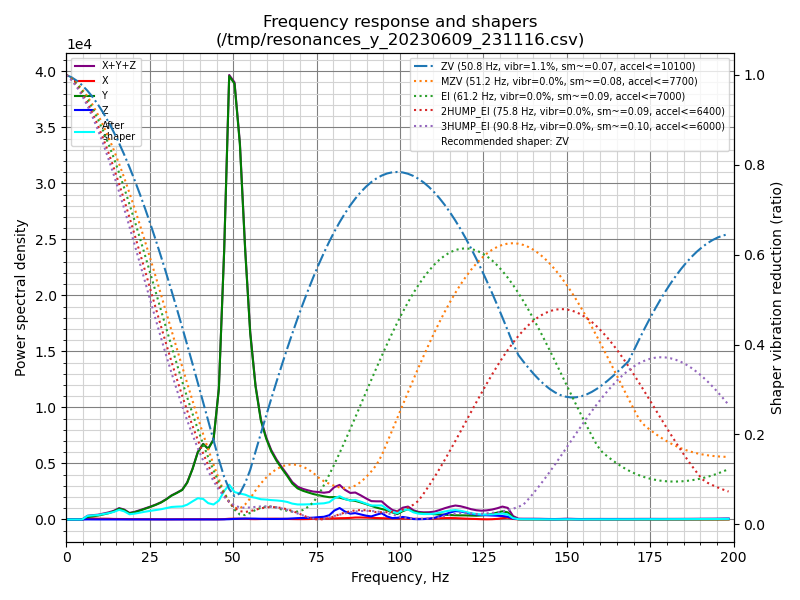 Frequency response and shapers
(/tmp/resonances_y_20230609_231116.csv)
1e4
X+Y+Z
X
Y
Z
After
shaper
ZV (50.8 Hz, vibr=1.1%, sm~=0.07, accel<=10100)
MZV (51.2 Hz, vibr=0.0%, sm~=0.08, accel<=7700)
EI (61.2 Hz, vibr=0.0%, sm~=0.09, accel<=7000)
2HUMP_EI (75.8 Hz, vibr=0.0%, sm~=0.09, accel<=6400)
3HUMP_EI (90.8 Hz, vibr=0.0%, sm~=0.10, accel<=6000)
Recommended shaper: ZV
4.0
3.5
3.0
2.5
2.0
1.5
1.0
0.5
0.0
Power spectral density
1.0
0.8
0.6
0.4
0.2
0.0
Shaper vibration reduction (ratio)
0 25 50 75 100 125 150 175 200
Frequency, Hz